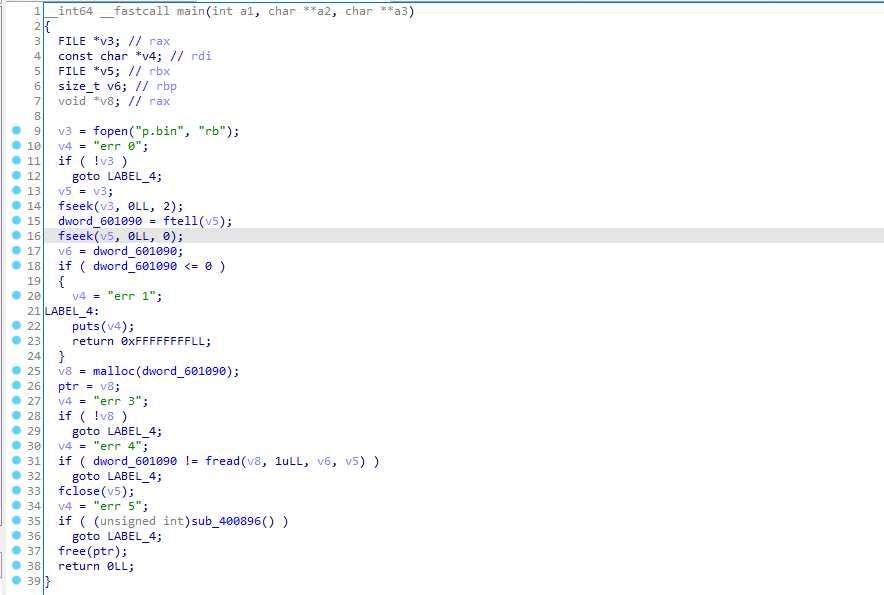 1 __int64 __fastcall main(int a1, char **a2, char **a3)
2 {
3 FILE *v3; // rax
4 const char *v4; // rdi
5 FILE *v5; // rbx
6 size_t v6; // rbp
7 void *v8; // rax
8
9 v3 = fopen("p.bin", "rb");
10 v4 = "err 0";
11 if ( !v3 )
12 goto LABEL_4;
13 v5 = v3;
14 fseek(v3, 0LL, 2);
15 dword_601090 = ftell(v5);
16 fseek(v5, 0LL, 0);
17 v6 = dword_601090;
18 if ( dword_601090 <= 0 )
19 {
20 v4 = "err 1";
21 LABEL_4:
22 puts(v4);
23 return 0xFFFFFFFFLL;
24 }
25 v8 = malloc(dword_601090);
26 ptr = v8;
27 v4 = "err 3";
28 if ( !v8 )
29 goto LABEL_4;
30 v4 = "err 4";
31 if ( dword_601090 != fread(v8, 1uLL, v6, v5) )
32 goto LABEL_4;
33 fclose(v5);
34 v4 = "err 5";
35 if ( (unsigned int)sub_400896() )
36 goto LABEL_4;
37 free(ptr);
38 return 0LL;
39 }